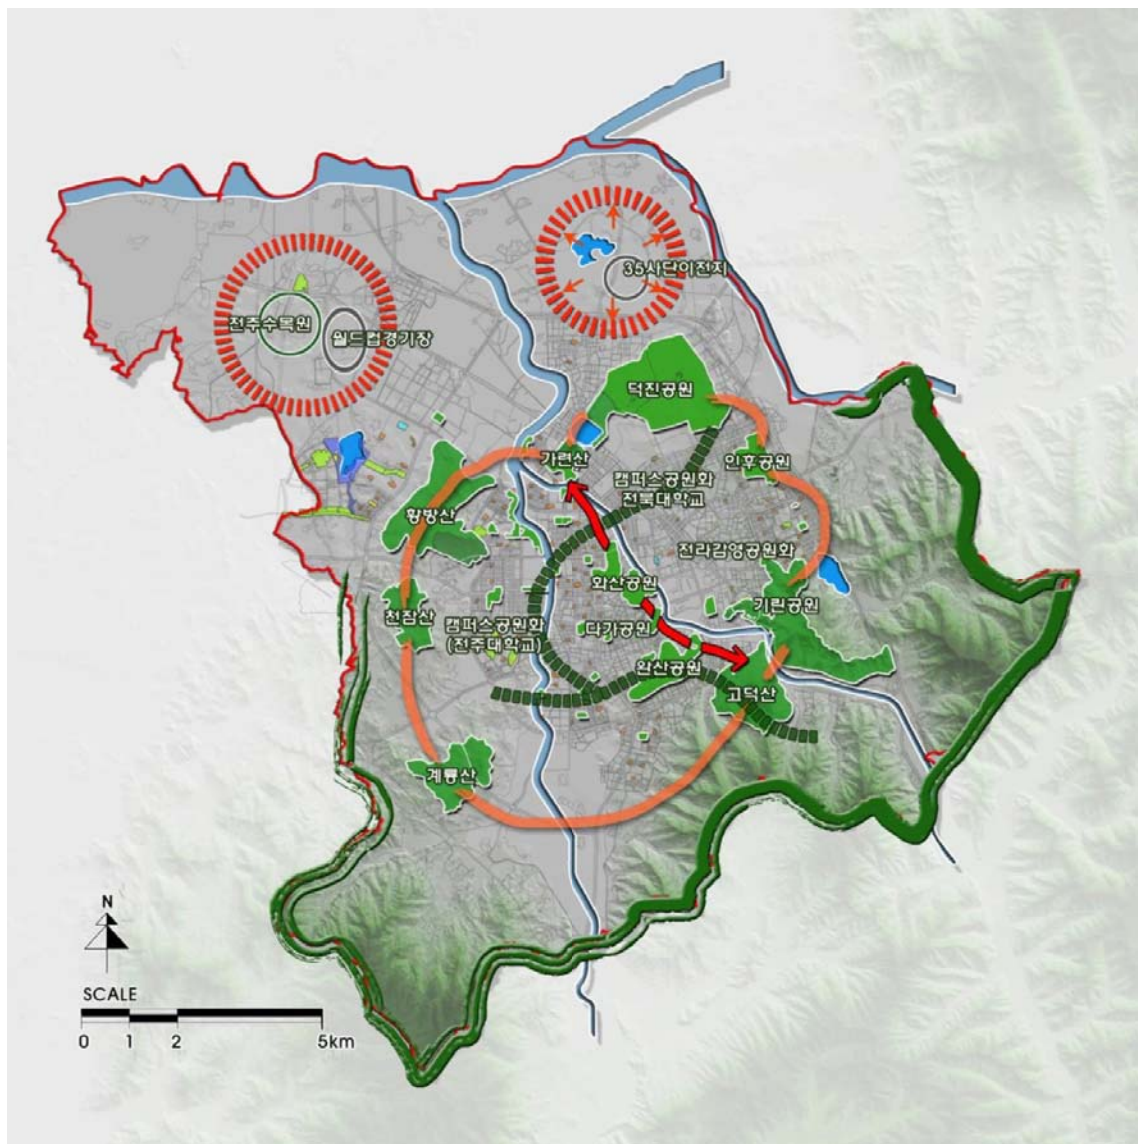 35사단이전지
전주수목원
월드컵경기장
덕진공원
가련산
인후공원
캠퍼스공원화
전북대학교
황방산
전라감영공원화
화산공원
기린공원
천잠산
캠퍼스공원화
(전주대학교)
다가공원
완산공원
고덕산
계룡산
N
SCALE
0 1 2 5km